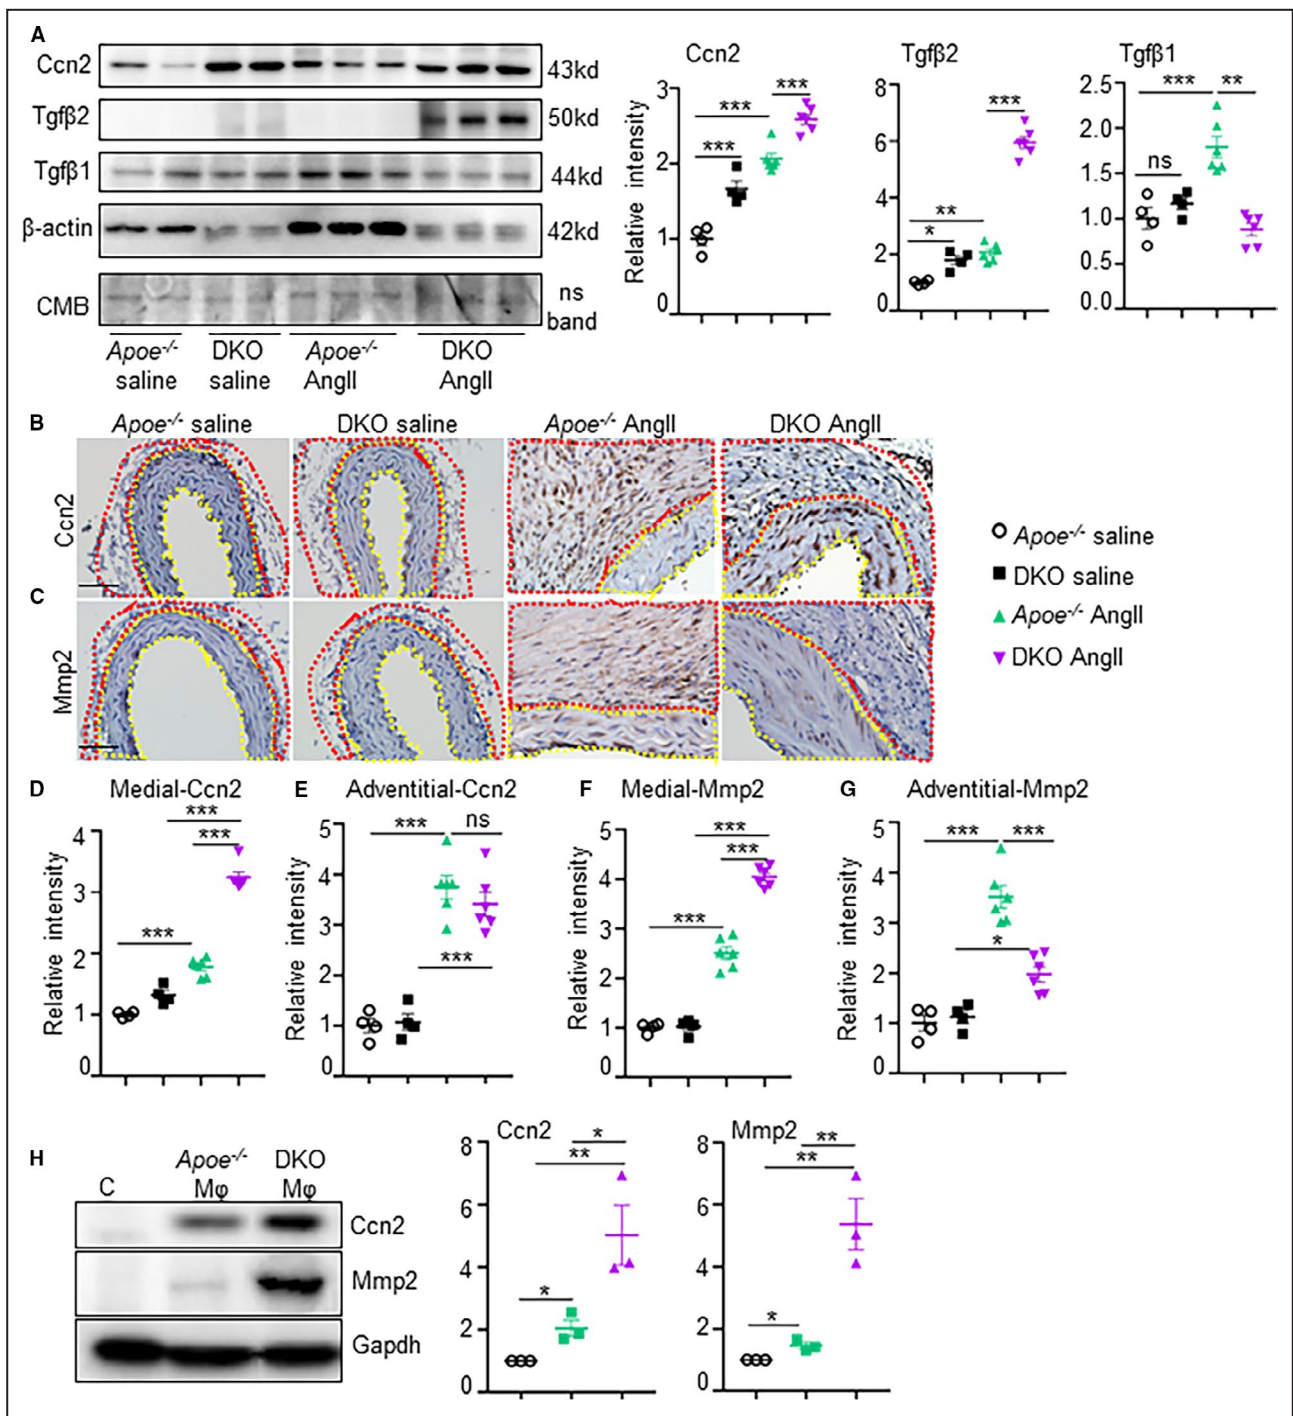 A
Ccn2
43kd
Tgfβ2
50kd
Tgfβ1
44kd
β-actin
42kd
CMB
ns
band
Apoe-/-
saline
DKO
saline
Apoe-/-
AngII
DKO
AngII
Ccn2
Relative intensity
3
2
1
0
***
***
***
Tgfβ2
8
6
4
2
0
*
**
***
Tgfβ1
2.5
2.0
1.5
1.0
0.5
0.0
ns
***
**
B
Apoe-/- saline
DKO saline
Apoe-/- AngII
DKO AngII
Ccn2
C
Mmp2
Apoe-/- saline
DKO saline
Apoe-/- AngII
DKO AngII
D
Medial-Ccn2
Relative intensity
4
3
2
1
0
***
***
***
E
Adventitial-Ccn2
Relative intensity
5
4
3
2
1
0
***
ns
***
F
Medial-Mmp2
Relative intensity
5
4
3
2
1
0
***
***
***
G
Adventitial-Mmp2
Relative intensity
5
4
3
2
1
0
***
***
*
H
C
Apoe-/-
Mφ
DKO
Mφ
Ccn2
Mmp2
Gapdh
Ccn2
8
6
4
2
0
*
**
*
Mmp2
8
6
4
2
0
**
**
*